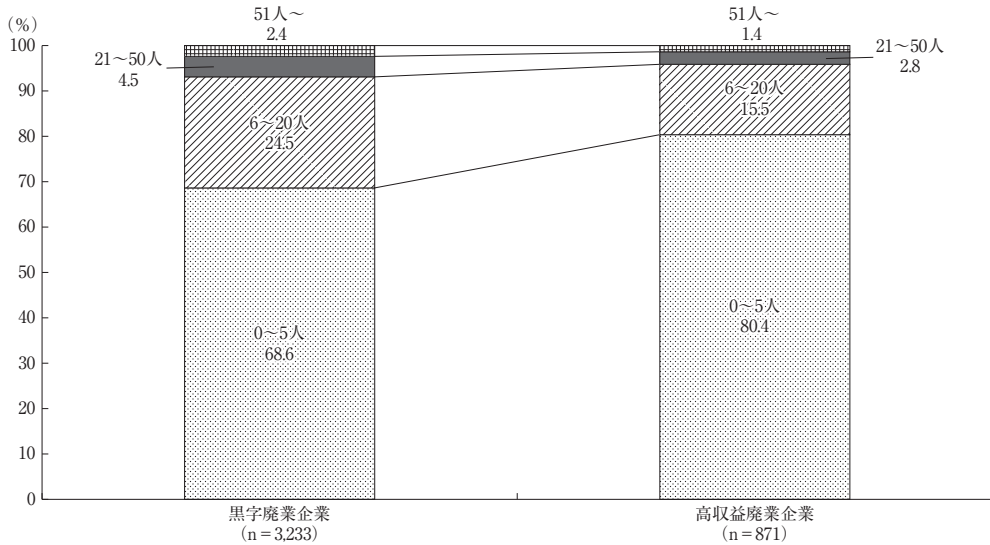 （%）
100
90
80
70
60
50
40
30
20
10
0
51人～
2.4
21～50人
4.5
6～20人
24.5
0～5人
68.6
51人～
1.4
21～50人
2.8
6～20人
15.5
0～5人
80.4
黒字廃業企業
（n＝3,233）
高収益廃業企業
（n＝871）